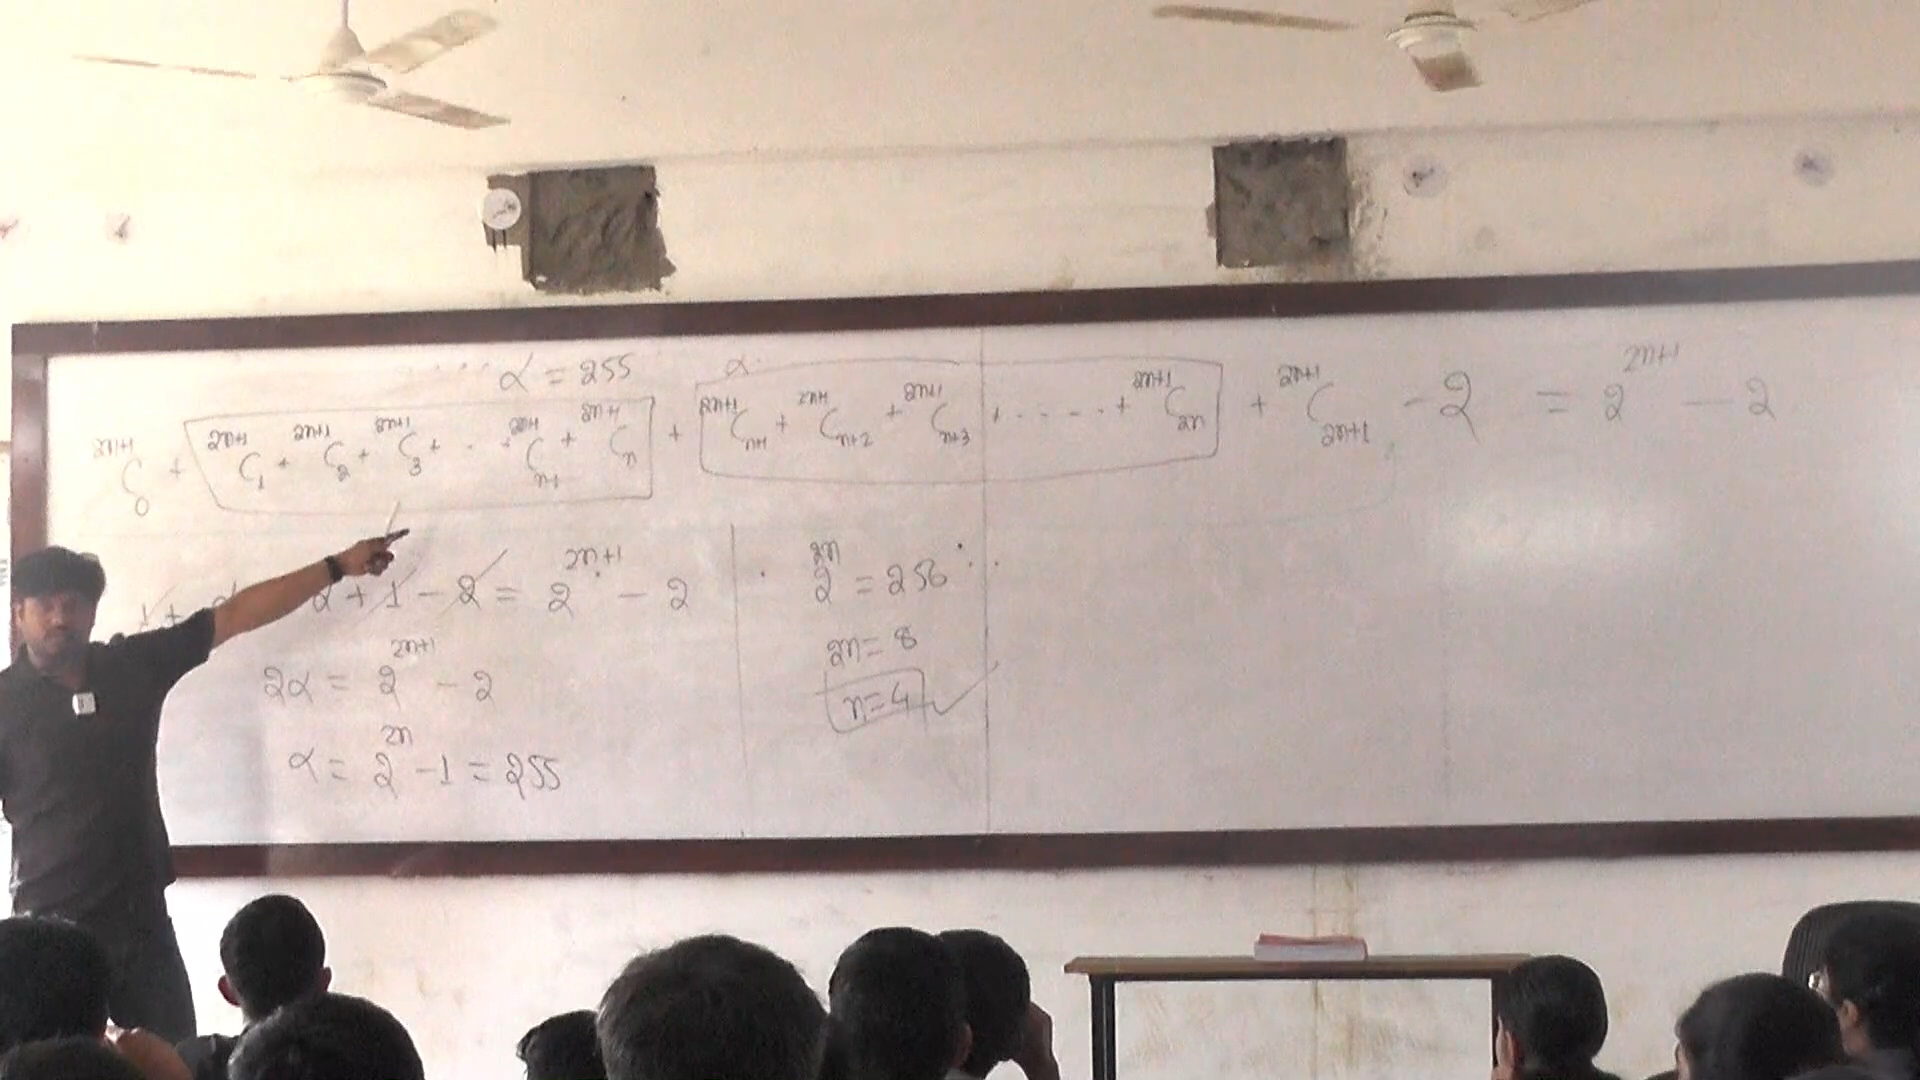 α = 255 α
²ⁿ⁺¹C₀ + ²ⁿ⁺¹C₁ + ²ⁿ⁺¹C₂ + ²ⁿ⁺¹C₃ + . . + ²ⁿ⁺¹Cₙ₋₁ + ²ⁿ⁺¹Cₙ + ²ⁿ⁺¹Cₙ₊₁ + ²ⁿ⁺¹Cₙ₊₂ + ²ⁿ⁺¹Cₙ₊₃ + ..... + ²ⁿ⁺¹C₂ₙ + ²ⁿ⁺¹C₂ₙ₊₁ - 2 = 2²ⁿ⁺¹ - 2
1 + α + 1 - 2 = 2²ⁿ⁺¹ - 2
2α = 2²ⁿ⁺¹ - 2
α = 2²ⁿ - 1 = 255
2²ⁿ = 256
2n = 8
n = 4